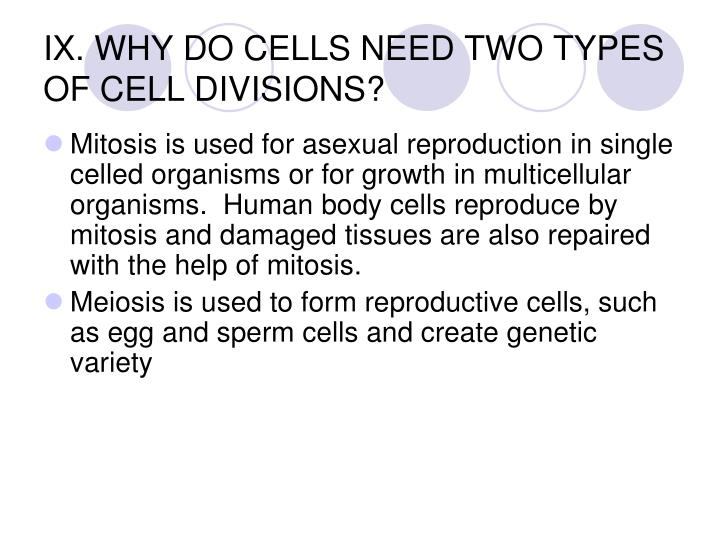 IX. WHY DO CELLS NEED TWO TYPES
OF CELL DIVISIONS?
Mitosis is used for asexual reproduction in single
celled organisms or for growth in multicellular
organisms.  Human body cells reproduce by
mitosis and damaged tissues are also repaired
with the help of mitosis.
Meiosis is used to form reproductive cells, such
as egg and sperm cells and create genetic
variety